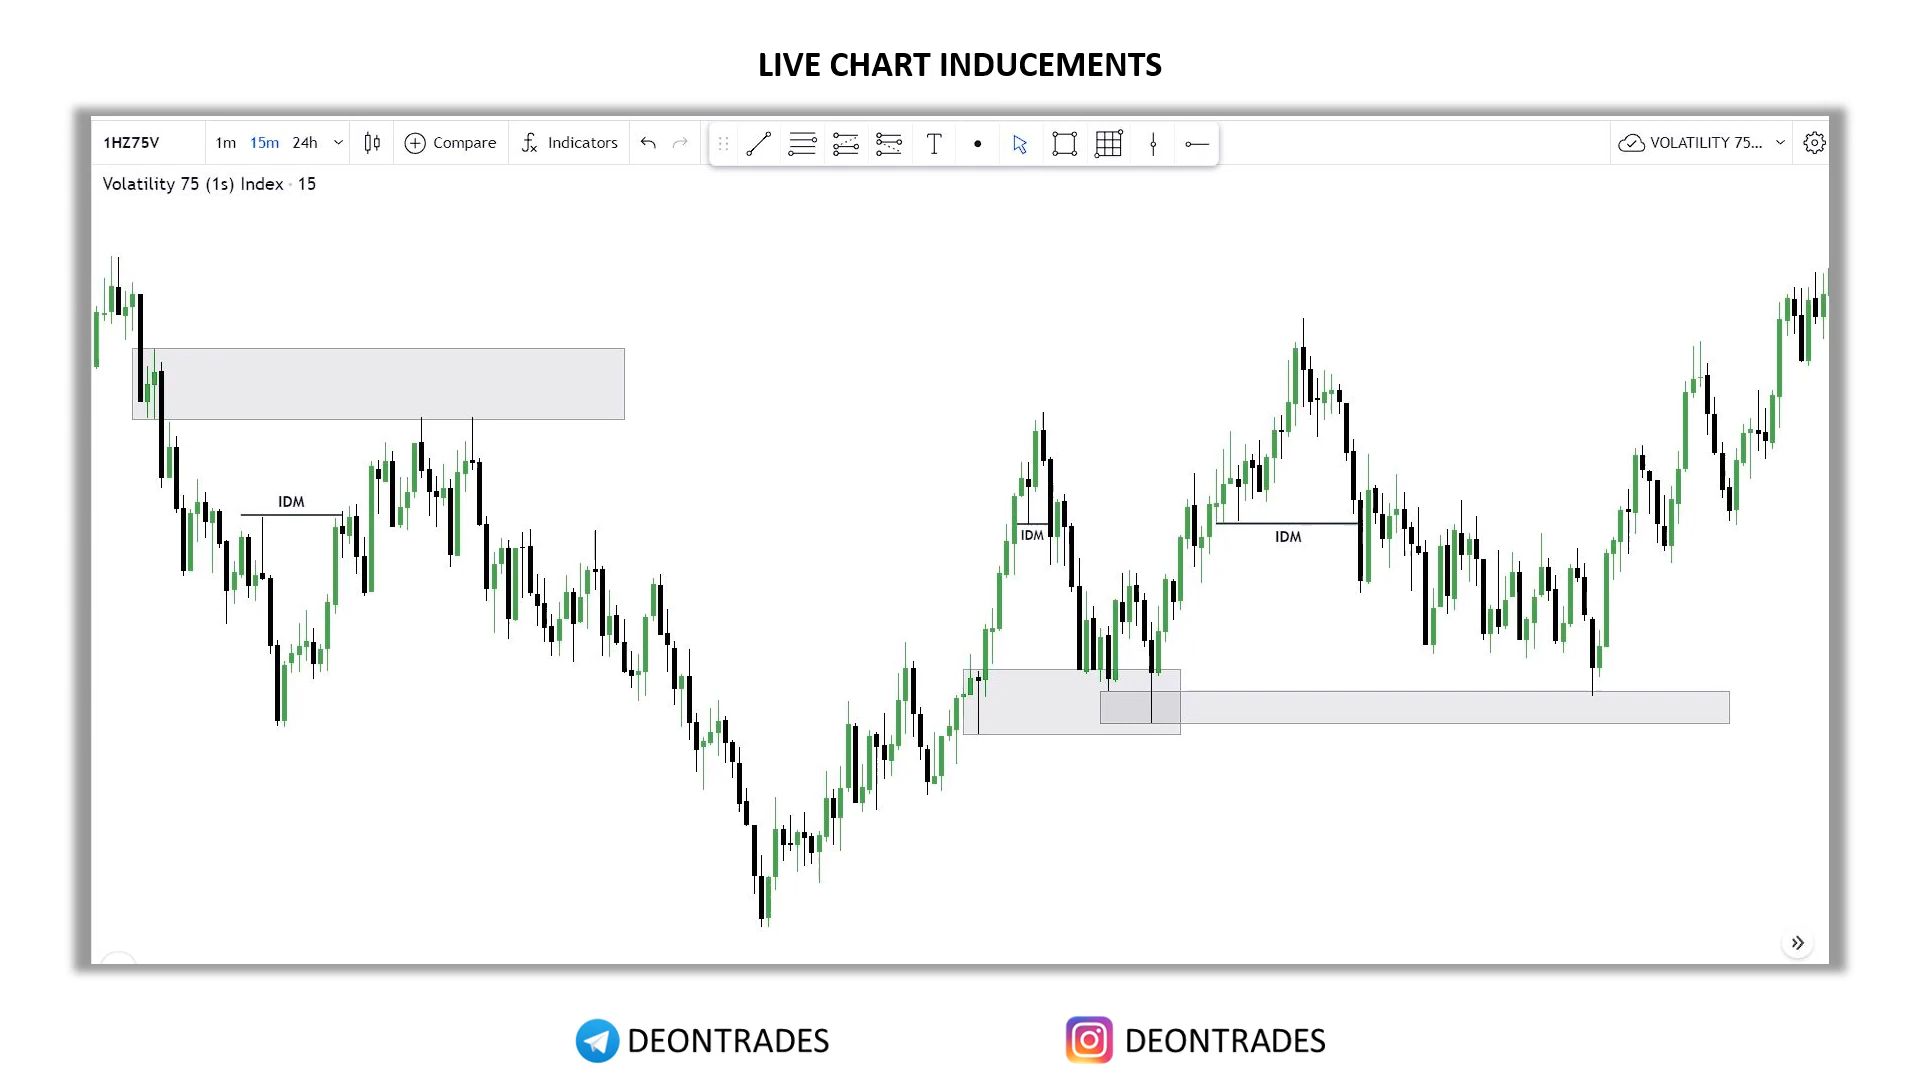 LIVE CHART INDUCEMENTS
1HZ75V 1m 15m 24h Compare Indicators T VOLATILITY 75...
Volatility 75 (1s) Index · 15
IDM
IDM
IDM
DEONTRADES DEONTRADES